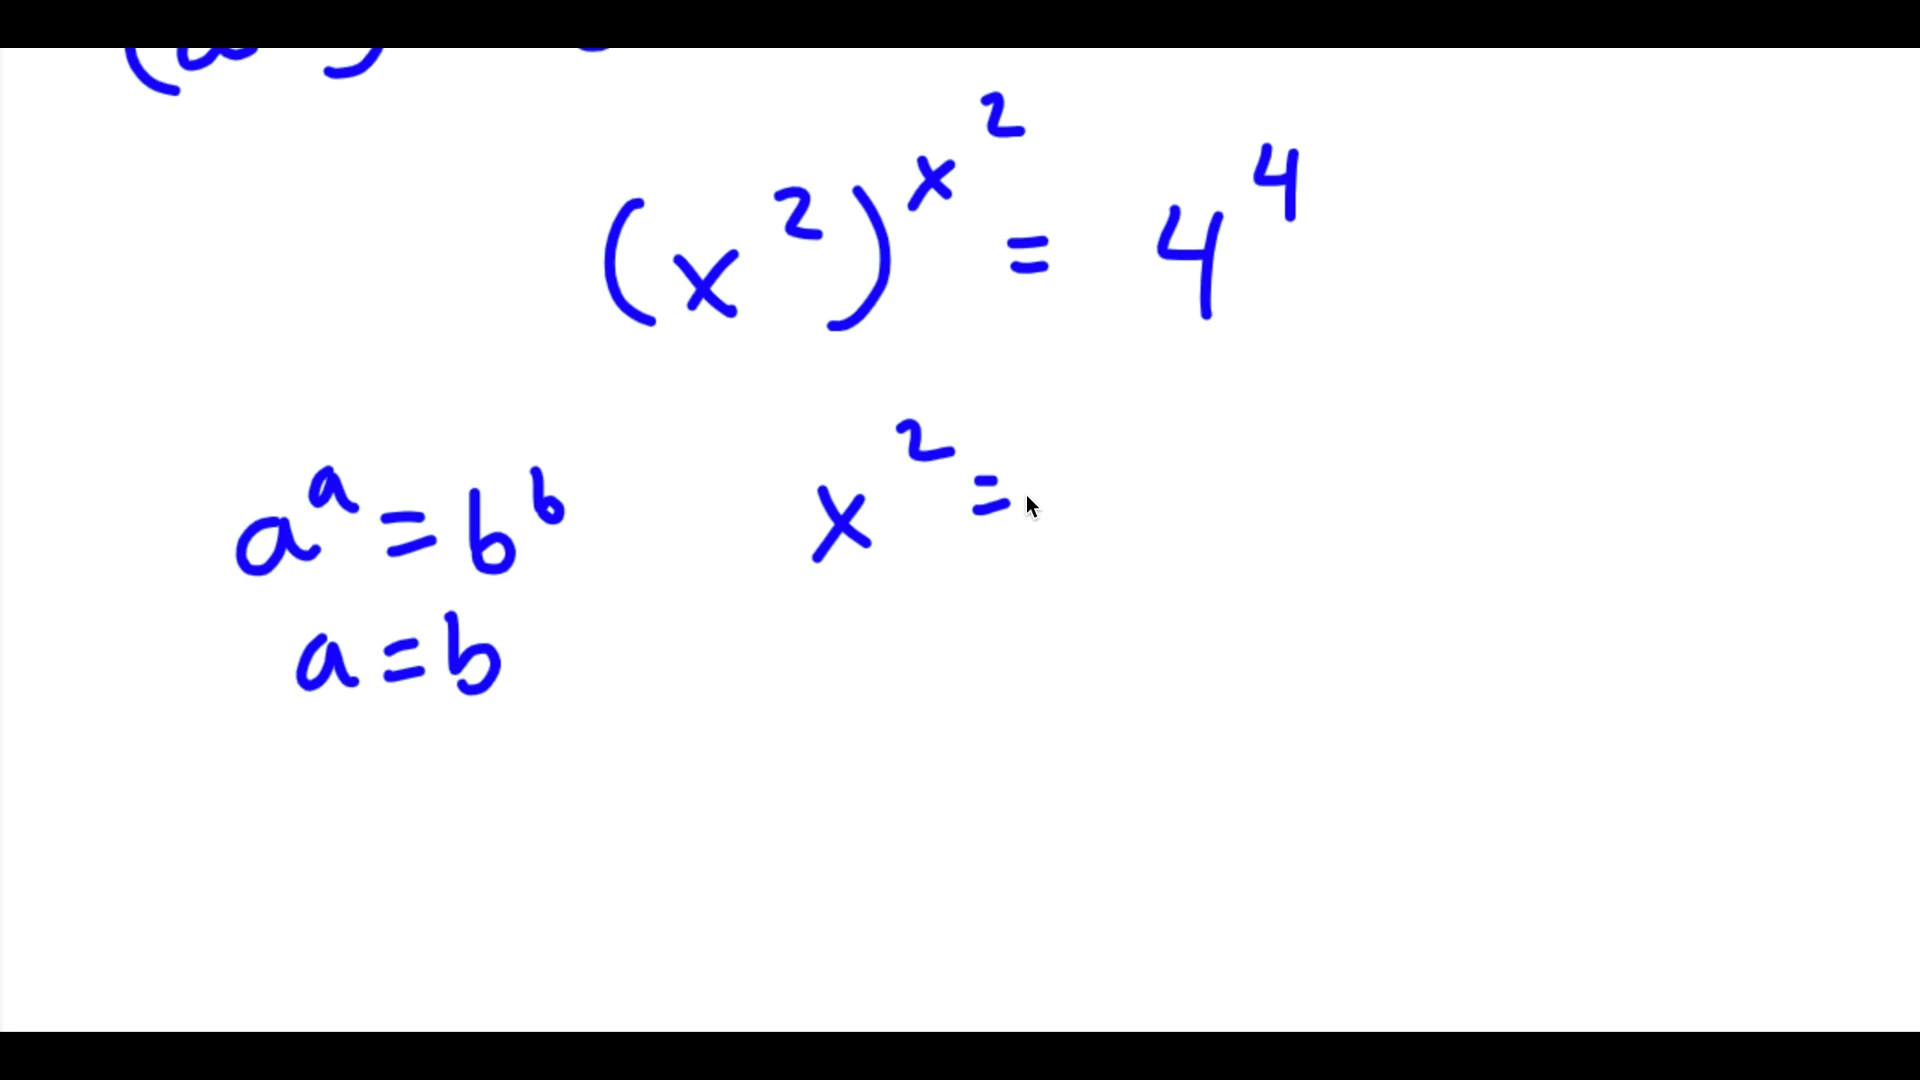 (x²)^x² = 4⁴
a^a = b^b
x² =
a = b